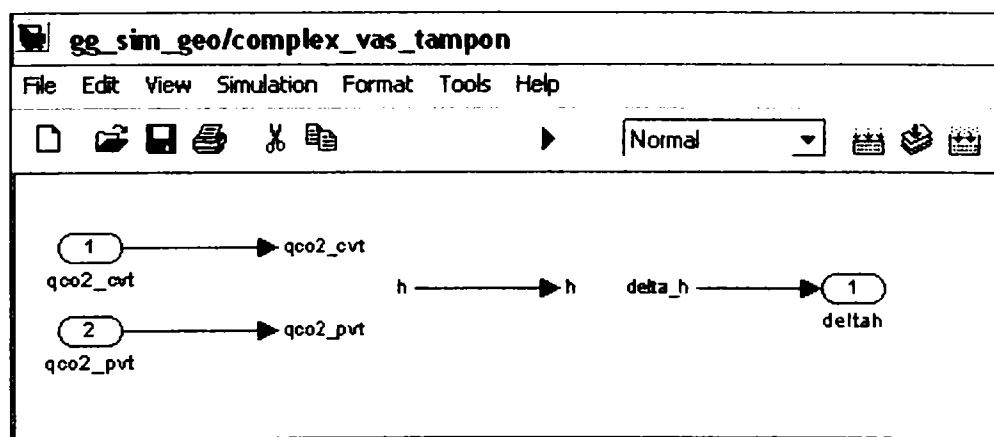 gg_sim_geo/complex_vas_tampon
File Edit View Simulation Format Tools Help
Normal
1 qco2_cvt
qco2_cvt
h h delta_h 1
deltah
2 qco2_pvt
qco2_pvt